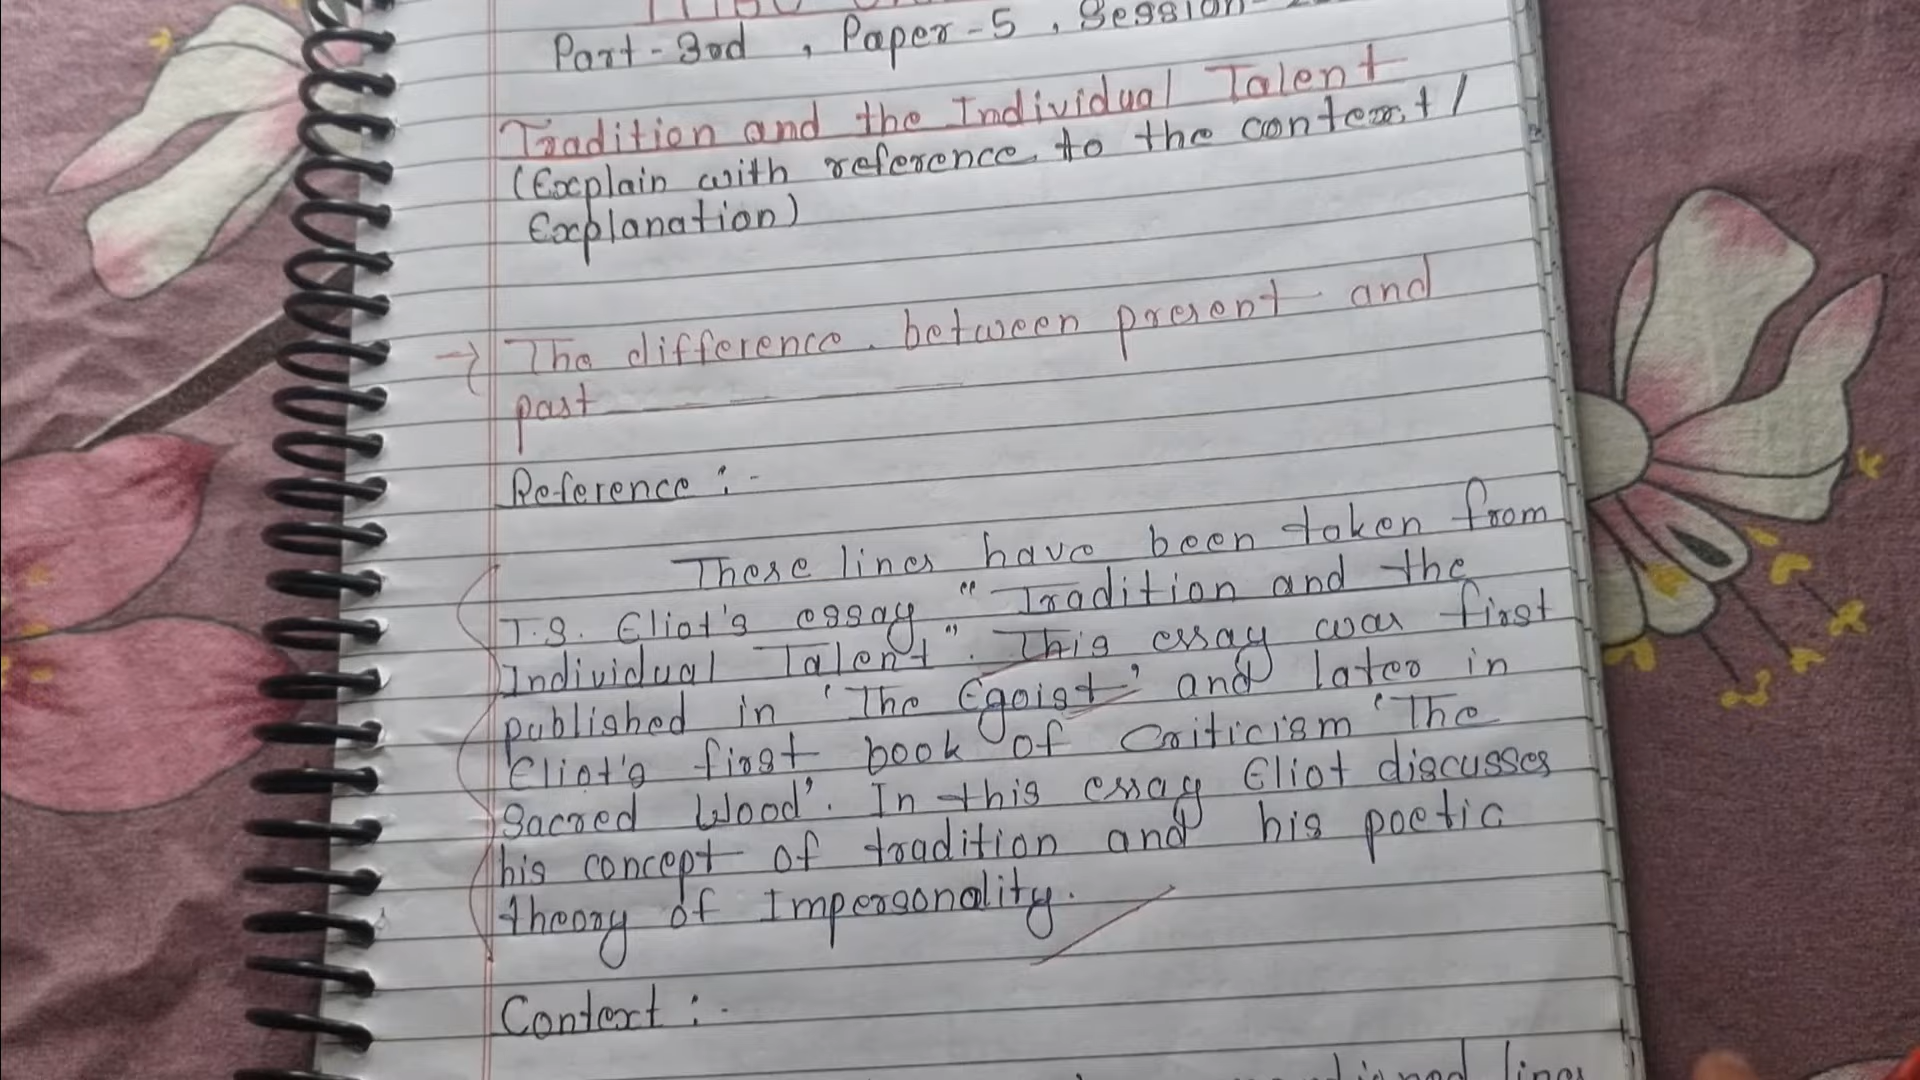 Part-3rd, Paper-5, Session-
Tradition and the Individual Talent
(Explain with reference to the context/
Explanation)
→ The difference between present and
past
Reference :-
These lines have been taken from
T.S. Eliot's essay "Tradition and the
Individual Talent". This essay was first
published in 'The Egoist' and later in
Eliot's first book of Criticism 'The
Sacred Wood'. In this essay Eliot discusses
his concept of tradition and his poetic
theory of Impersonality.
Context :-
lines